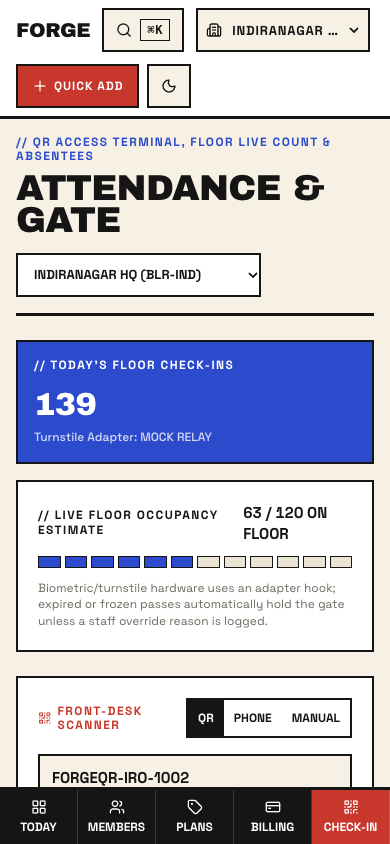 FORGE
⌘K
INDIRANAGAR ...
QUICK ADD
// QR ACCESS TERMINAL, FLOOR LIVE COUNT &
ABSENTEES
ATTENDANCE &
GATE
INDIRANAGAR HQ (BLR-IND)
// TODAY'S FLOOR CHECK-INS
139
Turnstile Adapter: MOCK RELAY
// LIVE FLOOR OCCUPANCY
ESTIMATE
63 / 120 ON
FLOOR
Biometric/turnstile hardware uses an adapter hook;
expired or frozen passes automatically hold the gate
unless a staff override reason is logged.
FRONT-DESK
SCANNER
QR
PHONE
MANUAL
FORGEQR-IRO-1002
TODAY
MEMBERS
PLANS
BILLING
CHECK-IN